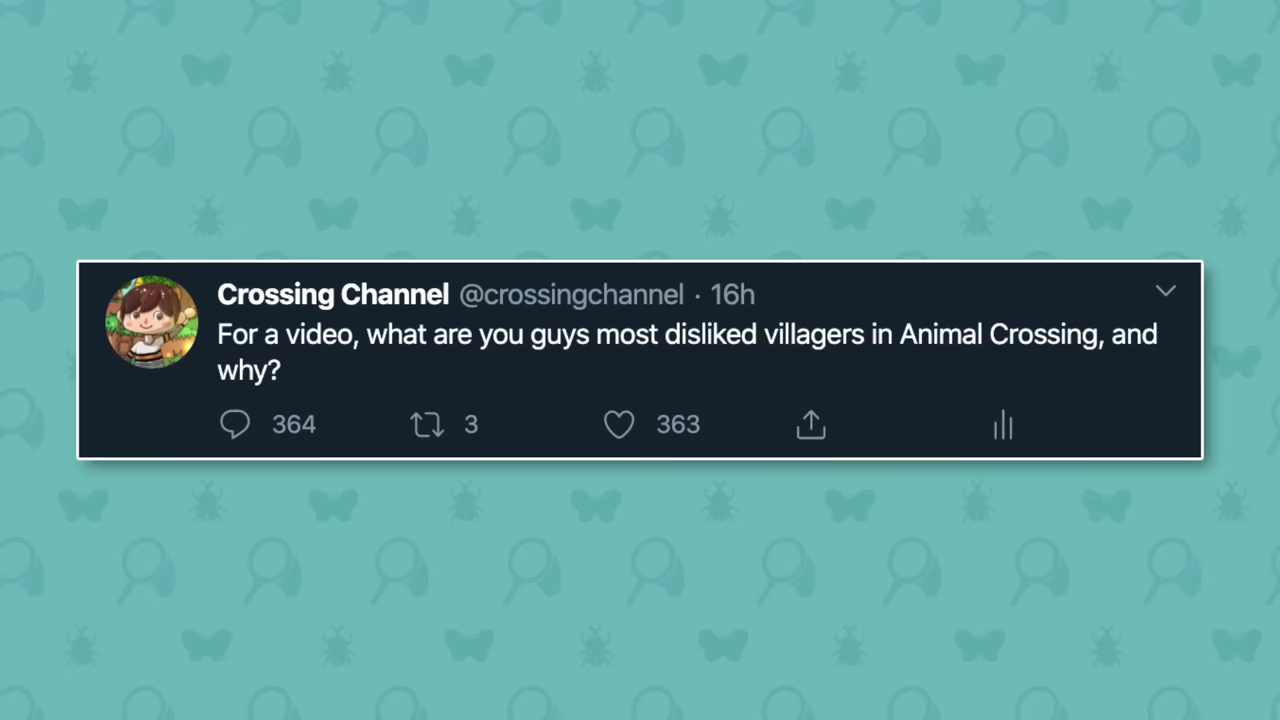 Crossing Channel @crossingchannel · 16h
For a video, what are you guys most disliked villagers in Animal Crossing, and
why?
364 3 363